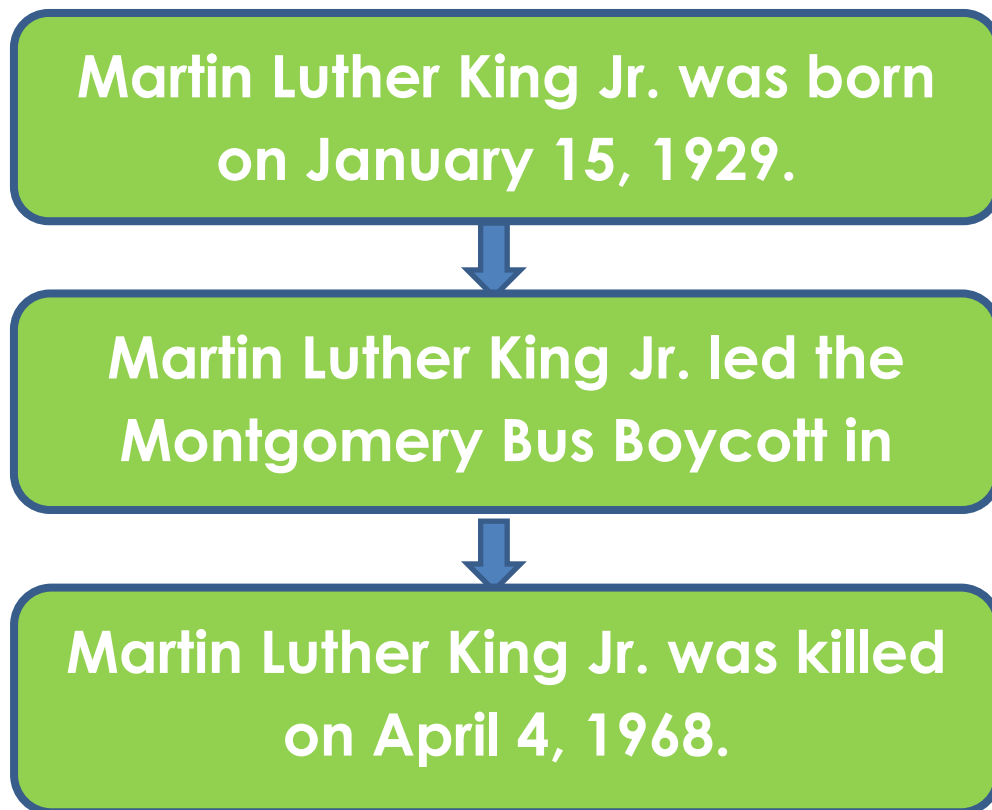 Martin Luther King Jr. was born
on January 15, 1929.
Martin Luther King Jr. led the
Montgomery Bus Boycott in
Martin Luther King Jr. was killed
on April 4, 1968.